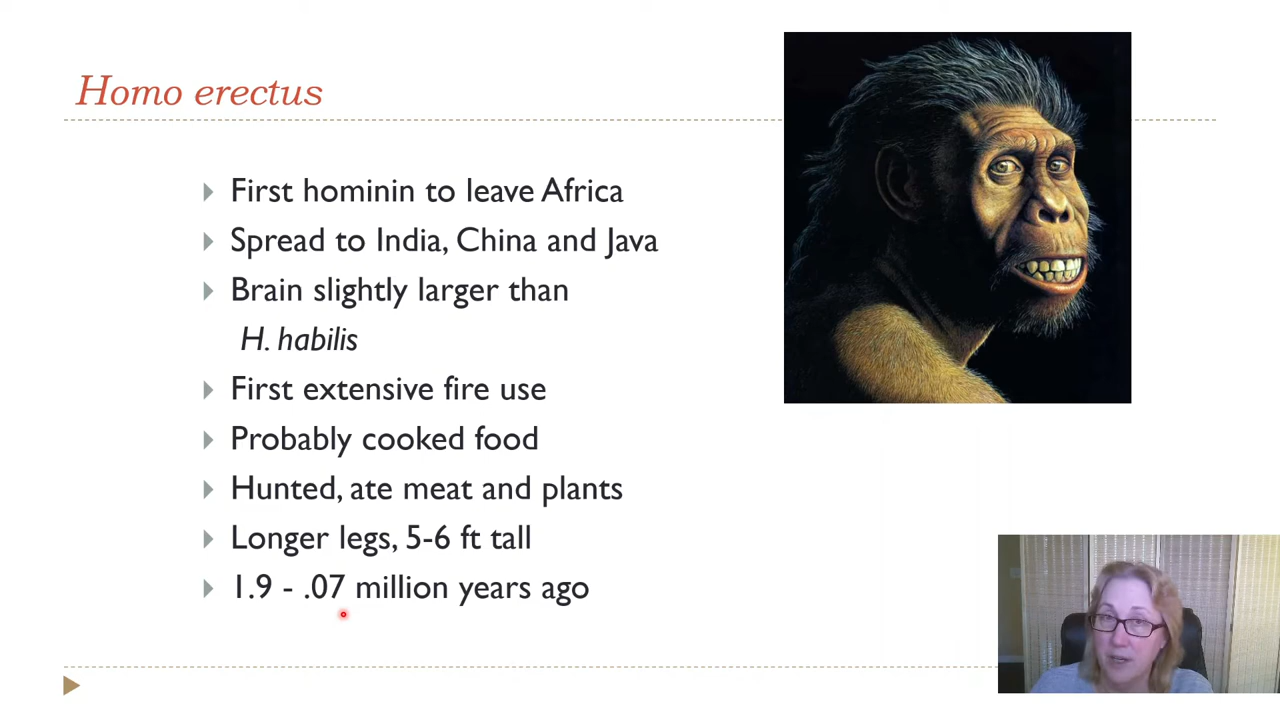 Homo erectus
First hominin to leave Africa
Spread to India, China and Java
Brain slightly larger than
H. habilis
First extensive fire use
Probably cooked food
Hunted, ate meat and plants
Longer legs, 5-6 ft tall
1.9 - .07 million years ago